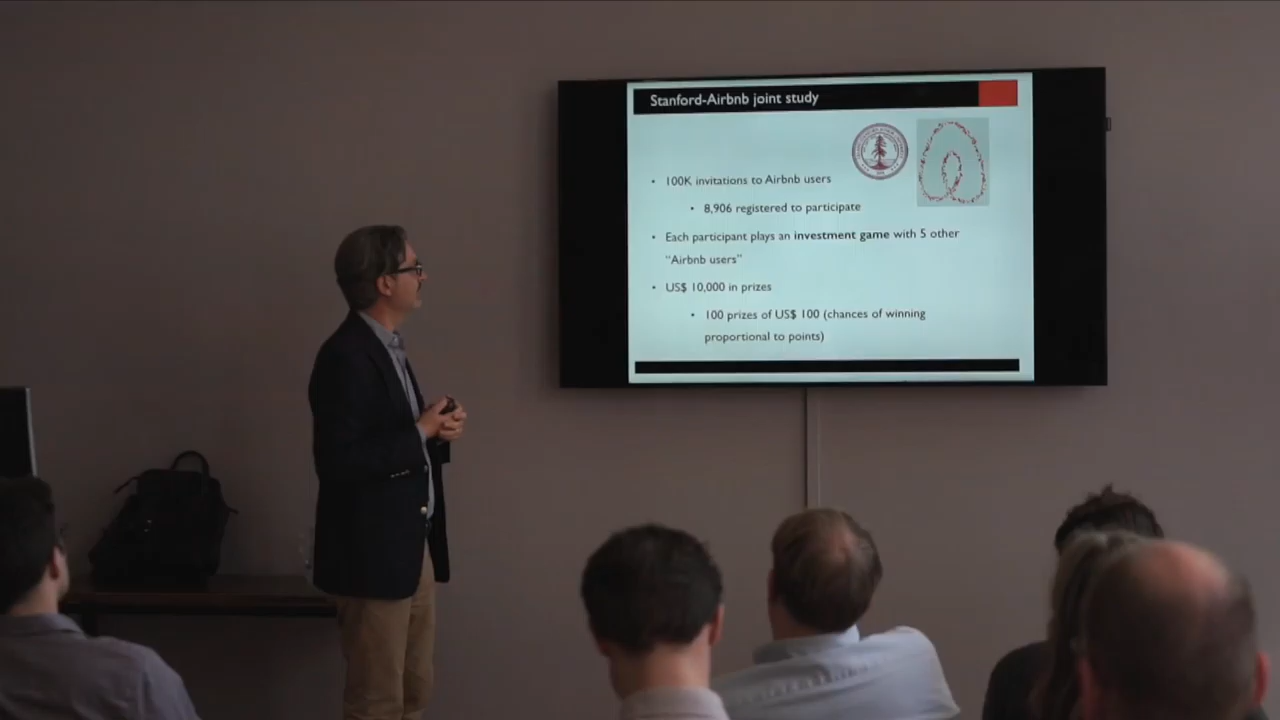 Stanford-Airbnb joint study
• 100K invitations to Airbnb users
• 8,906 registered to participate
• Each participant plays an investment game with 5 other
"Airbnb users"
• US$ 10,000 in prizes
• 100 prizes of US$ 100 (chances of winning
proportional to points)